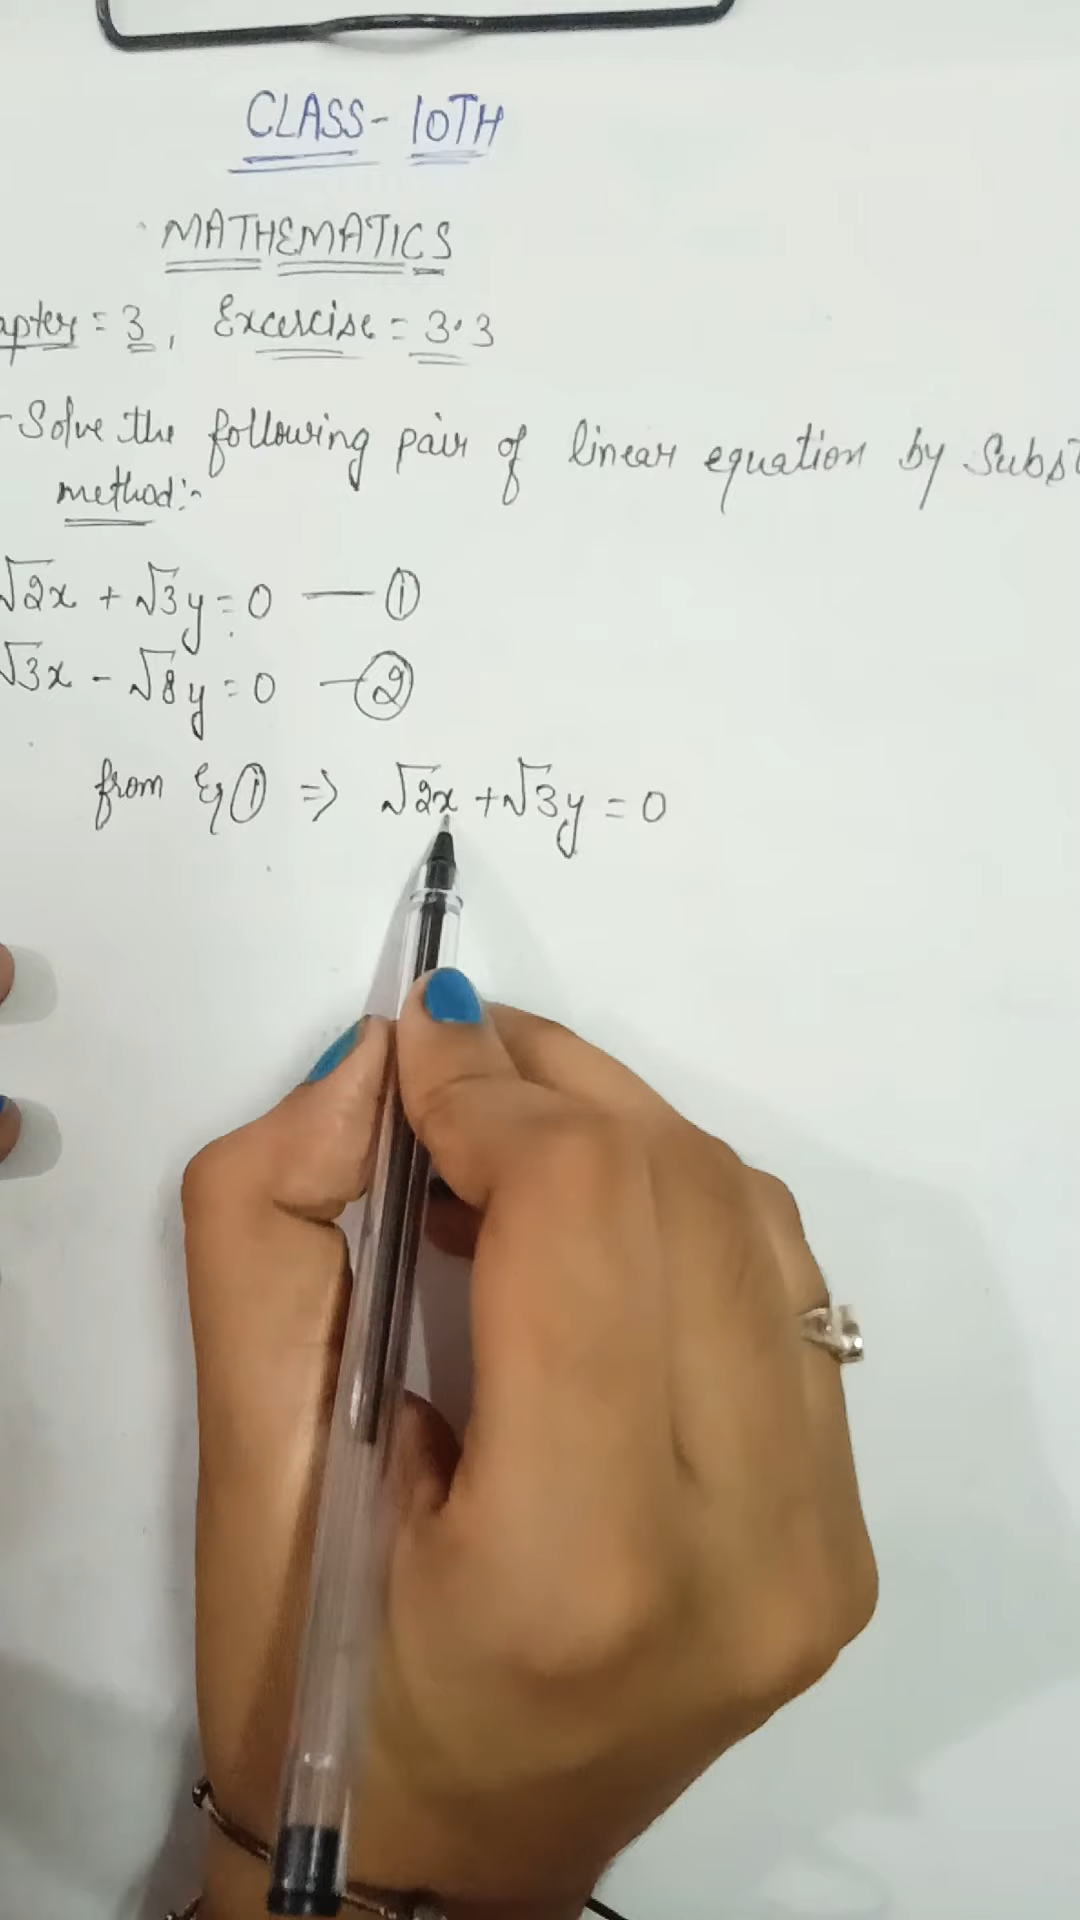 CLASS- 10TH
MATHEMATICS
apter = 3, Excercise = 3.3
-Solve the following pair of linear equation by Subst
method:-
√2x + √3y = 0 — ①
√3x - √8y = 0 — ②
from Eq ① => √2x + √3y = 0